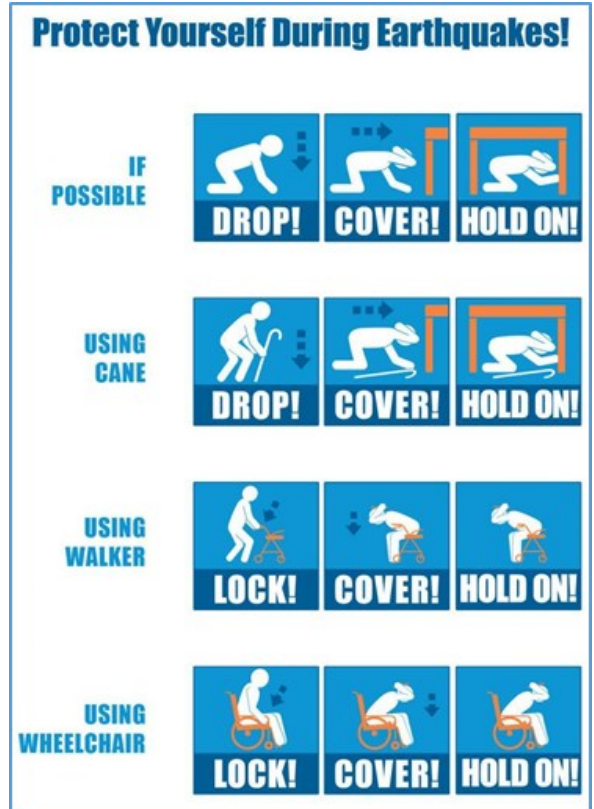 Protect Yourself During Earthquakes!
IF
POSSIBLE
DROP! COVER! HOLD ON!
USING
CANE
DROP! COVER! HOLD ON!
USING
WALKER
LOCK! COVER! HOLD ON!
USING
WHEELCHAIR
LOCK! COVER! HOLD ON!